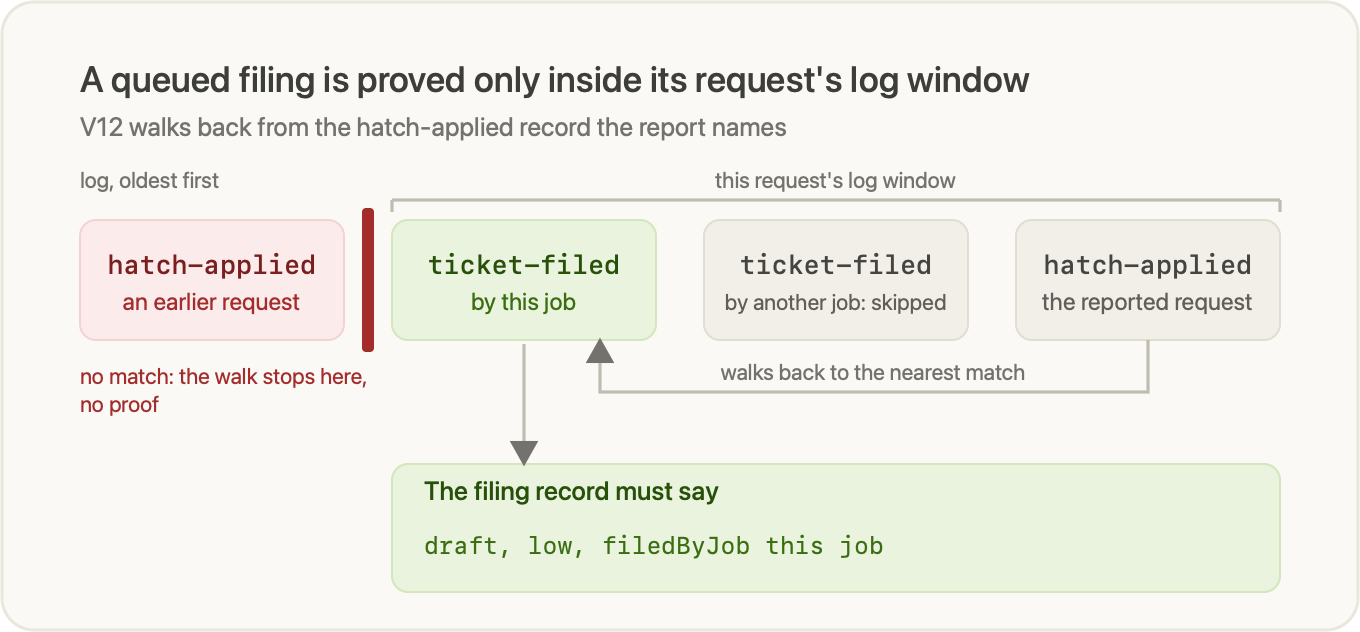 A queued filing is proved only inside its request's log window
V12 walks back from the hatch-applied record the report names
log, oldest first
this request's log window
hatch-applied
an earlier request
ticket-filed
by this job
ticket-filed
by another job: skipped
hatch-applied
the reported request
no match: the walk stops here,
no proof
walks back to the nearest match
The filing record must say
draft, low, filedByJob this job